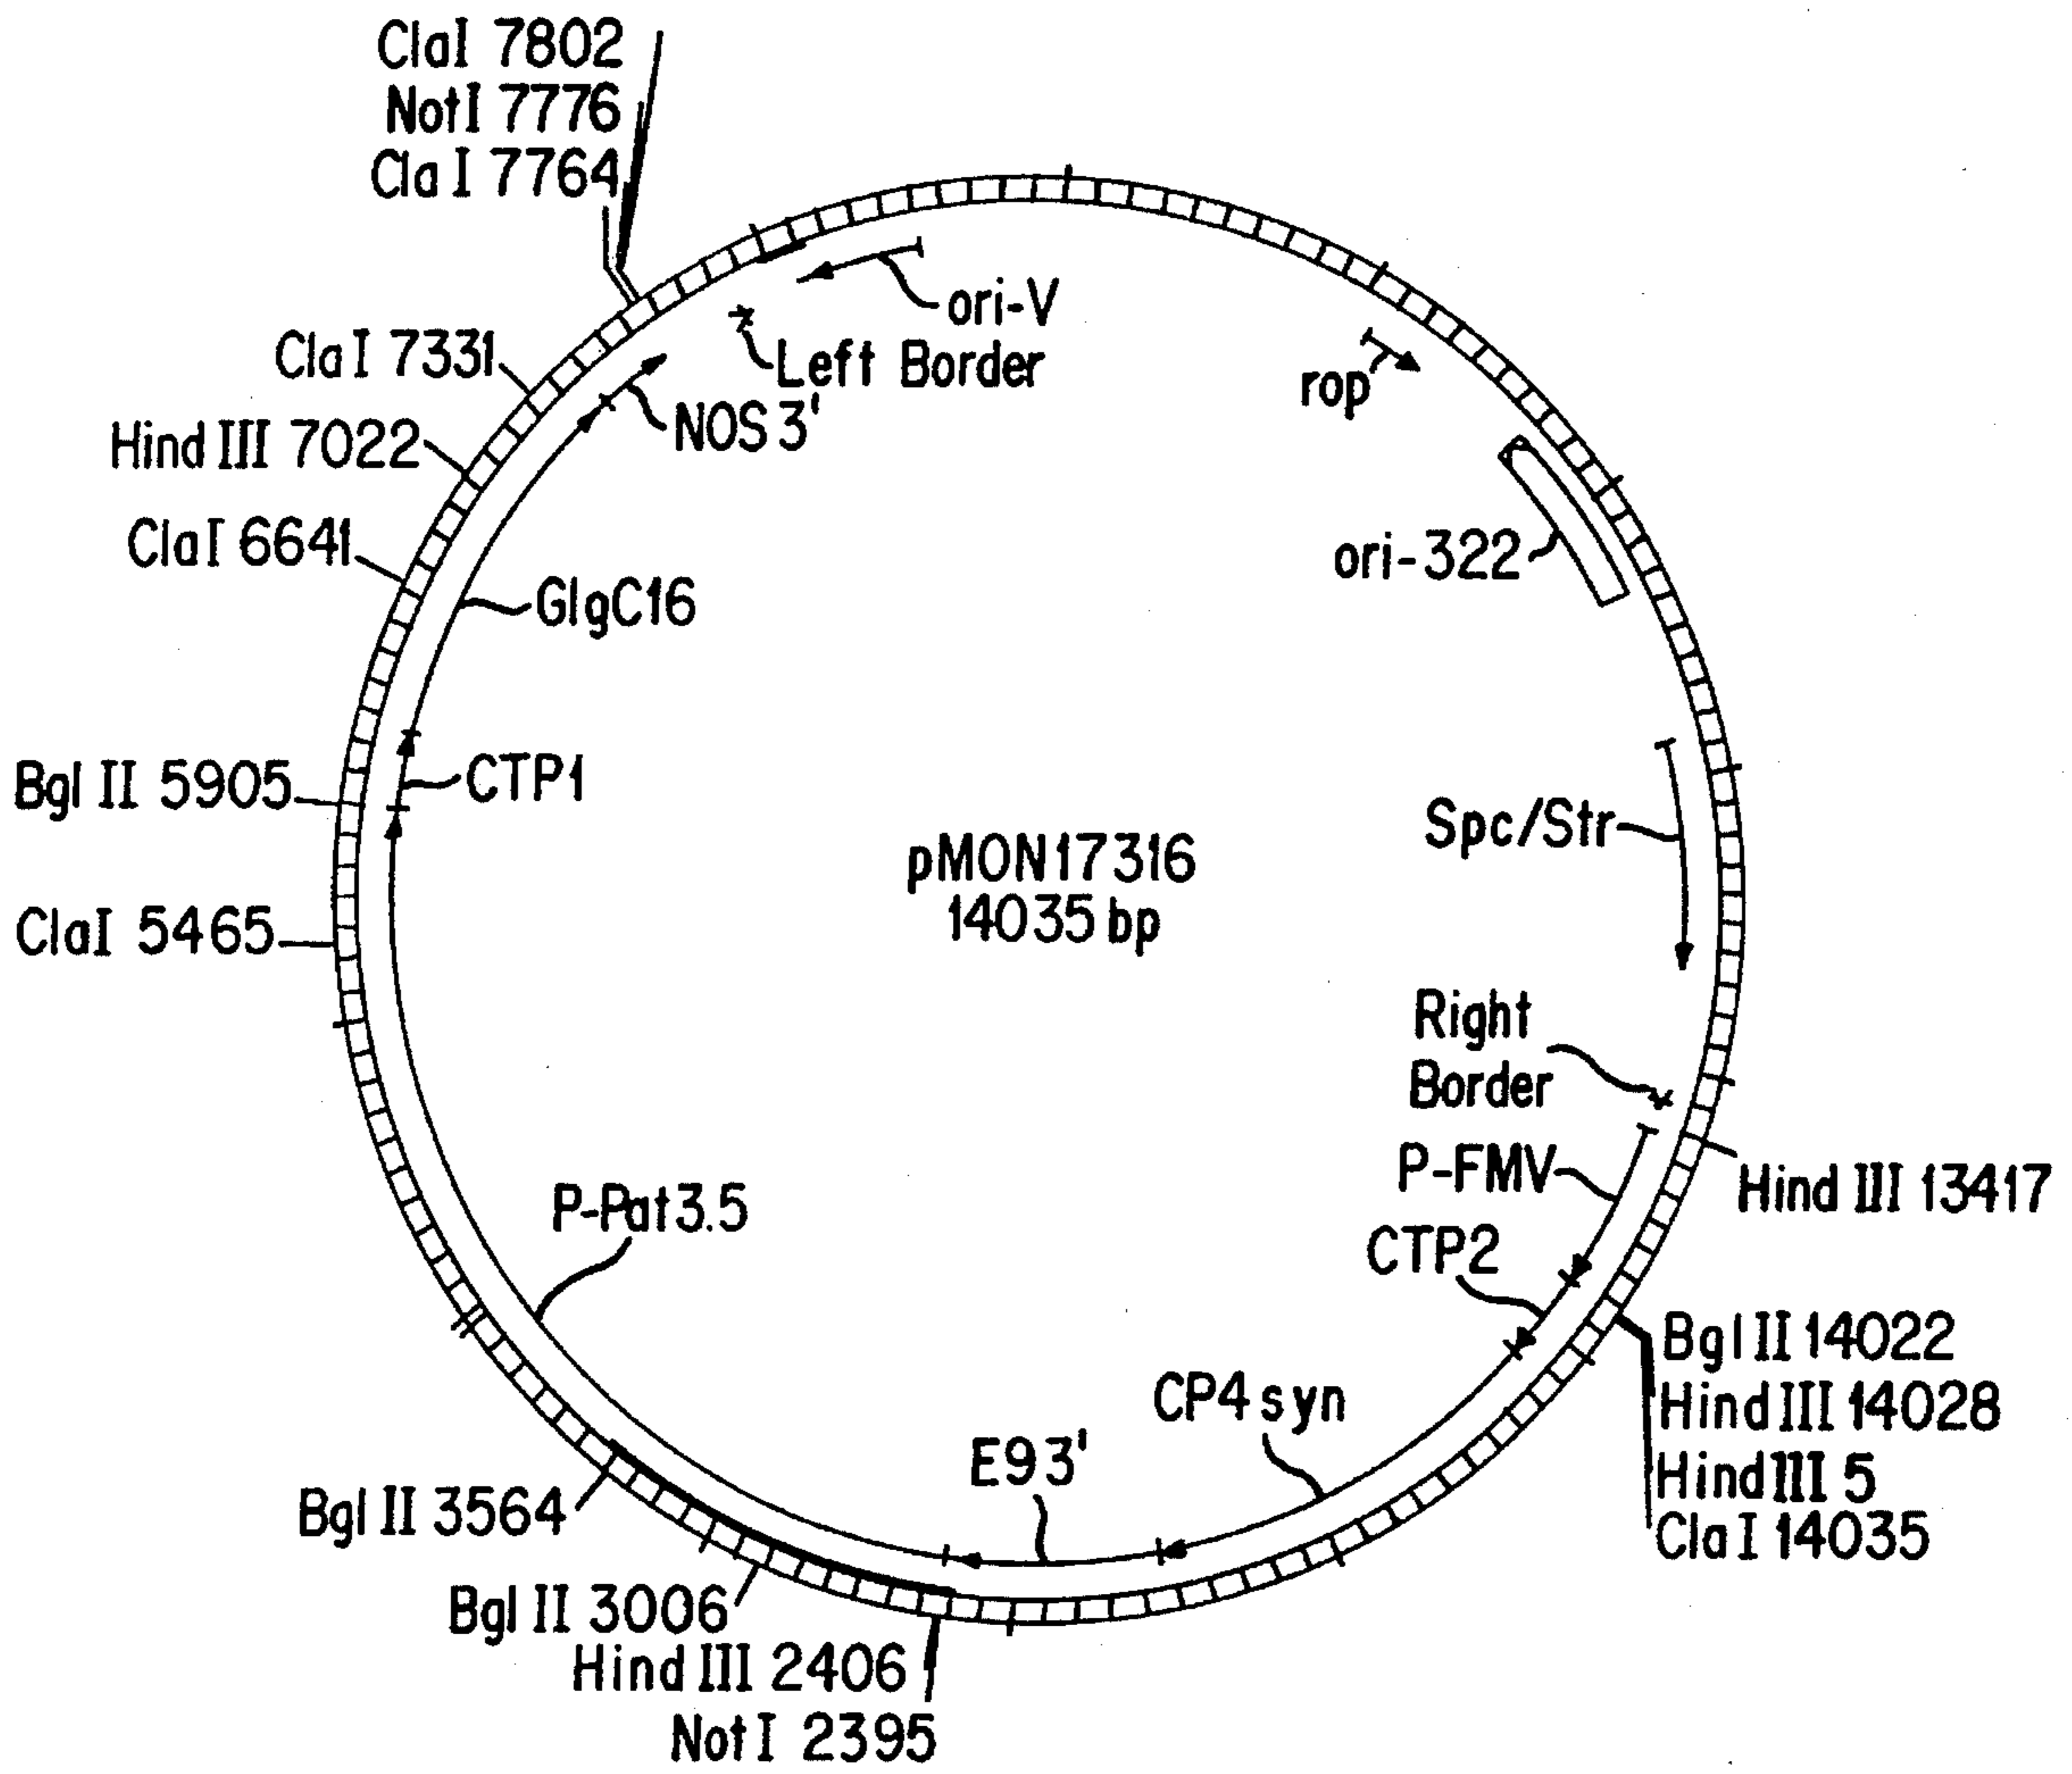 ClaI 7802
NotI 7776
Cla I 7764
ori-V
Left Border
rop
ClaI 7331
NOS 3'
Hind III 7022
ClaI 6641
ori-322
GlgC16
Bgl II 5905
CTP1
Spc/Str
pMON17316
14035 bp
ClaI 5465
Right
Border
P-FMV
Hind III 13417
P-Pat3.5
CTP2
Bgl II 14022
Hind III 14028
Hind III 5
Cla I 14035
CP4 syn
E9 3'
Bgl II 3564
Bgl II 3006
Hind III 2406
Not I 2395